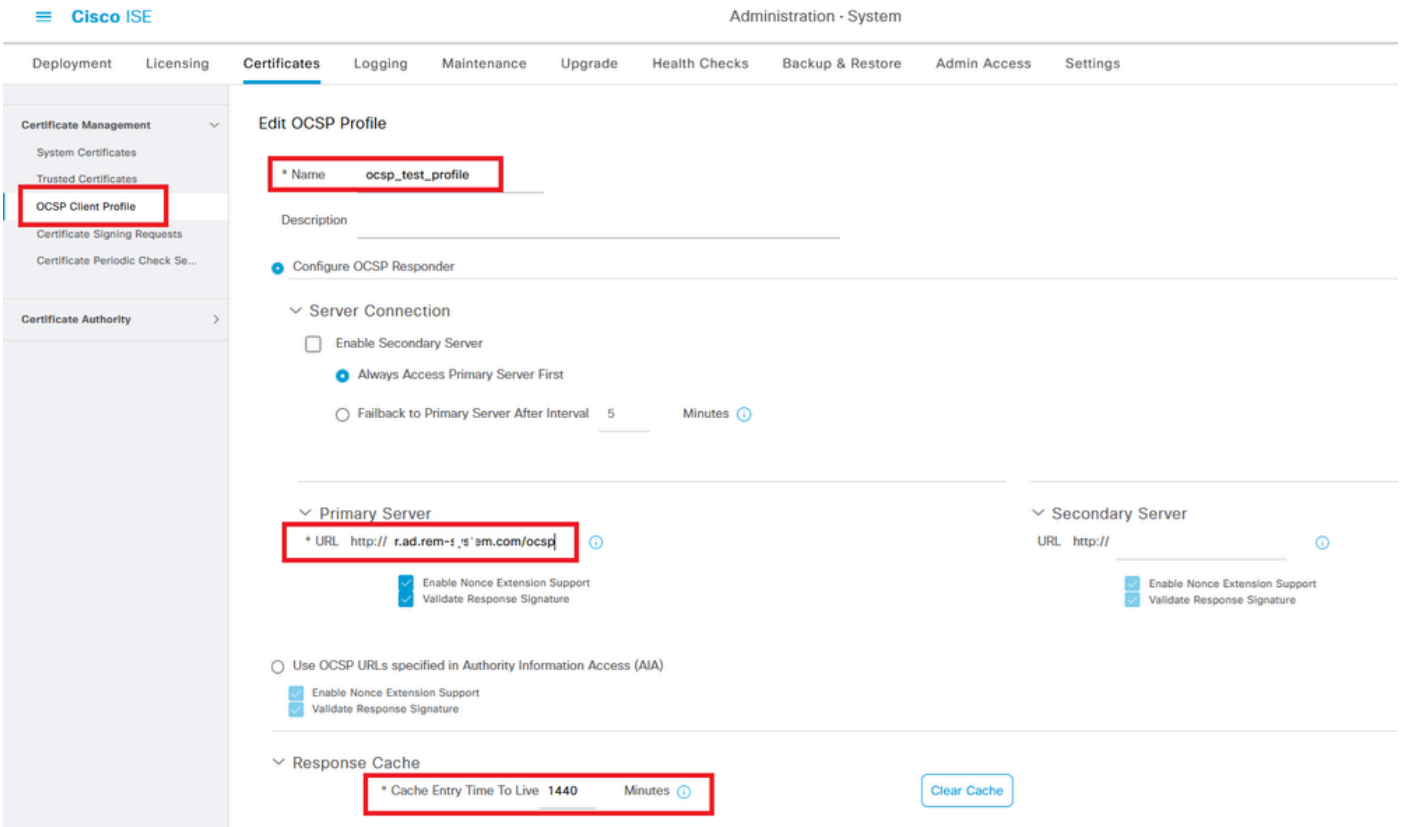 Cisco ISE
Administration · System
Deployment Licensing Certificates Logging Maintenance Upgrade Health Checks Backup & Restore Admin Access Settings
Certificate Management
System Certificates
Trusted Certificates
OCSP Client Profile
Certificate Signing Requests
Certificate Periodic Check Se...
Certificate Authority
Edit OCSP Profile
* Name ocsp_test_profile
Description
Configure OCSP Responder
Server Connection
Enable Secondary Server
Always Access Primary Server First
Failback to Primary Server After Interval 5 Minutes
Primary Server
* URL http://
Enable Nonce Extension Support
Validate Response Signature
Secondary Server
URL http://
Enable Nonce Extension Support
Validate Response Signature
Use OCSP URLs specified in Authority Information Access (AIA)
Enable Nonce Extension Support
Validate Response Signature
Response Cache
* Cache Entry Time To Live 1440 Minutes
Clear Cache